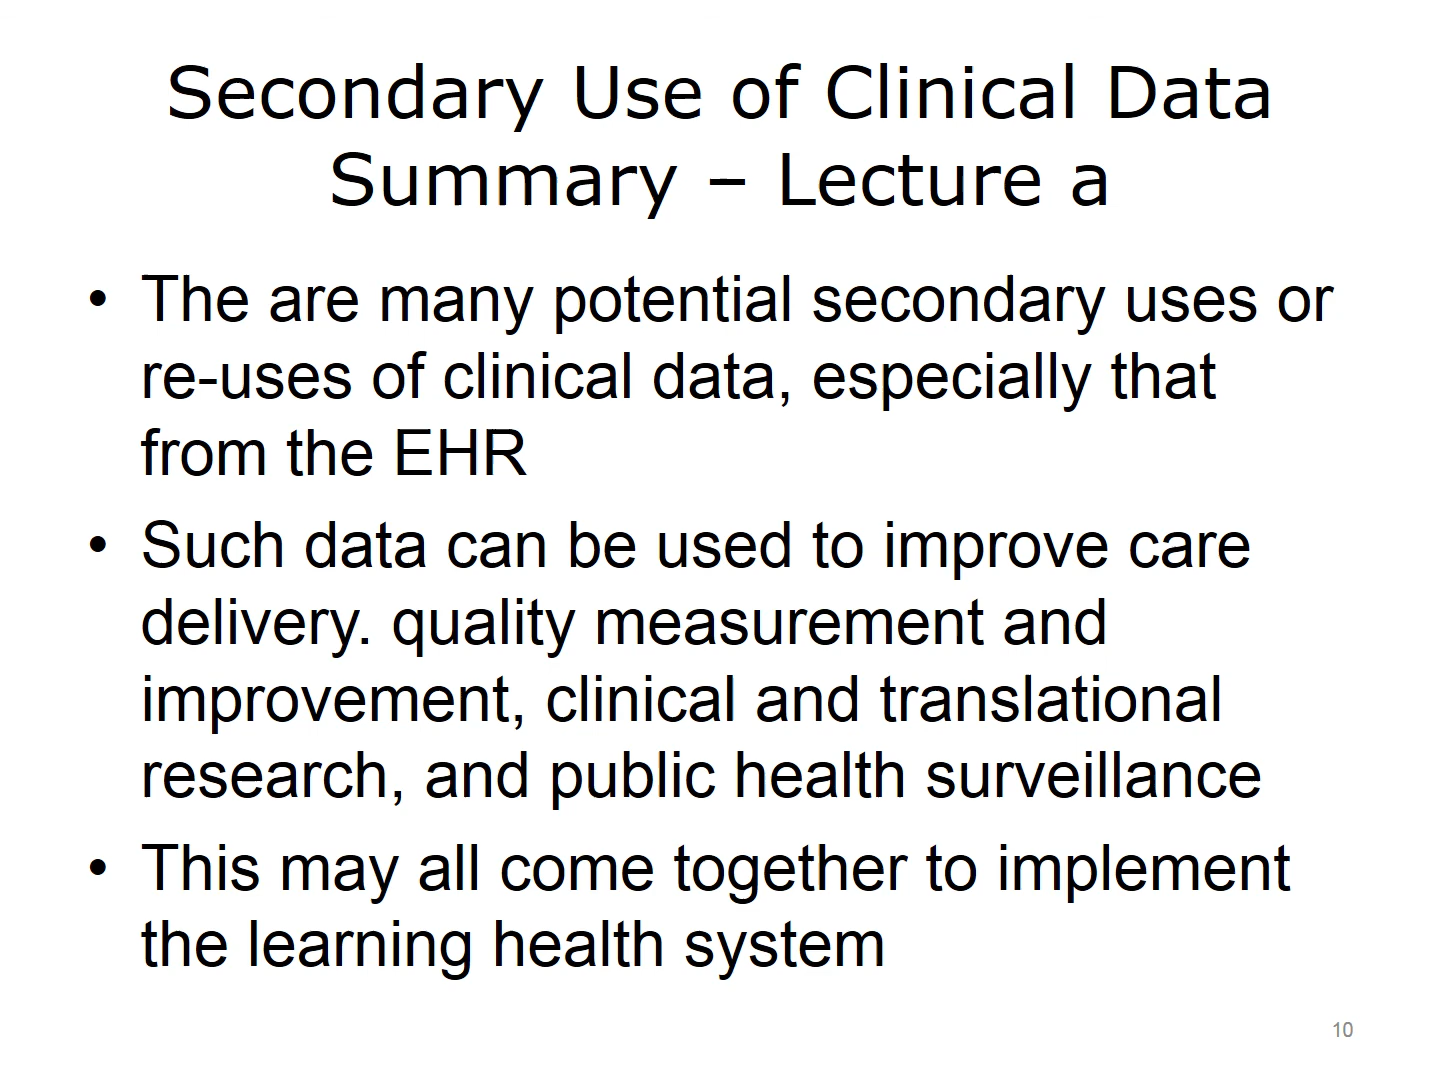 Secondary Use of Clinical Data
Summary – Lecture a
• The are many potential secondary uses or
re-uses of clinical data, especially that
from the EHR
• Such data can be used to improve care
delivery. quality measurement and
improvement, clinical and translational
research, and public health surveillance
• This may all come together to implement
the learning health system
10